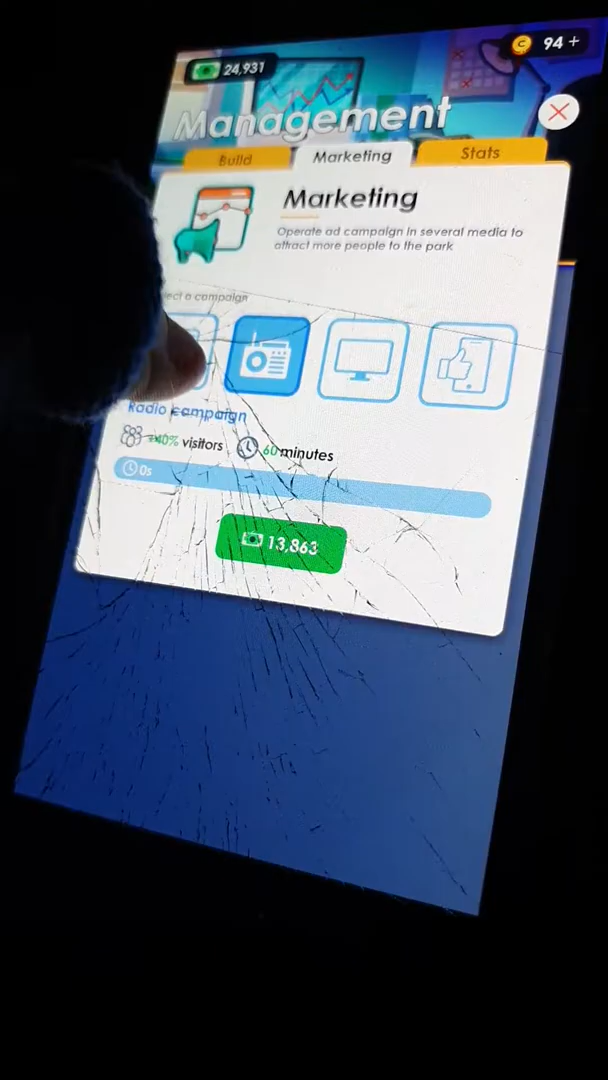 24,931
94 +
Management
Build
Marketing
Stats
Marketing
Operate ad campaign in several media to
attract more people to the park
ect a campaign
Radio campaign
+40% visitors
60 minutes
0s
13,863